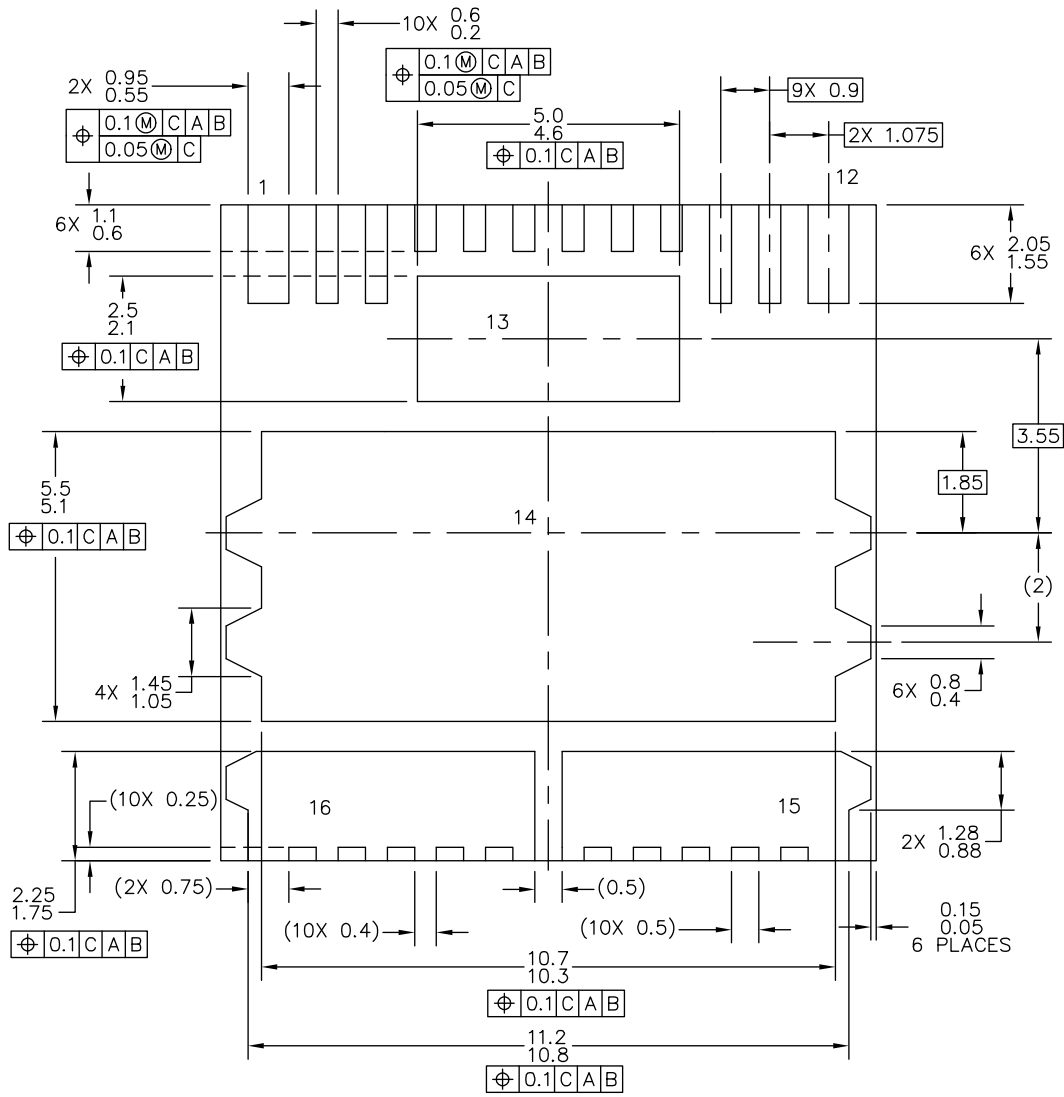 10X 0.6
0.2
⌖ 0.1 Ⓜ C A B
0.05 Ⓜ C
2X 0.95
0.55
⌖ 0.1 Ⓜ C A B
0.05 Ⓜ C
5.0
4.6
⌖ 0.1 C A B
9X 0.9
2X 1.075
1
12
6X 1.1
0.6
6X 2.05
1.55
2.5
2.1
⌖ 0.1 C A B
13
3.55
1.85
5.5
5.1
⌖ 0.1 C A B
14
(2)
4X 1.45
1.05
6X 0.8
0.4
(10X 0.25)
16
15
2X 1.28
0.88
2.25
1.75
⌖ 0.1 C A B
(2X 0.75)
(0.5)
(10X 0.4)
(10X 0.5)
0.15
0.05
6 PLACES
10.7
10.3
⌖ 0.1 C A B
11.2
10.8
⌖ 0.1 C A B